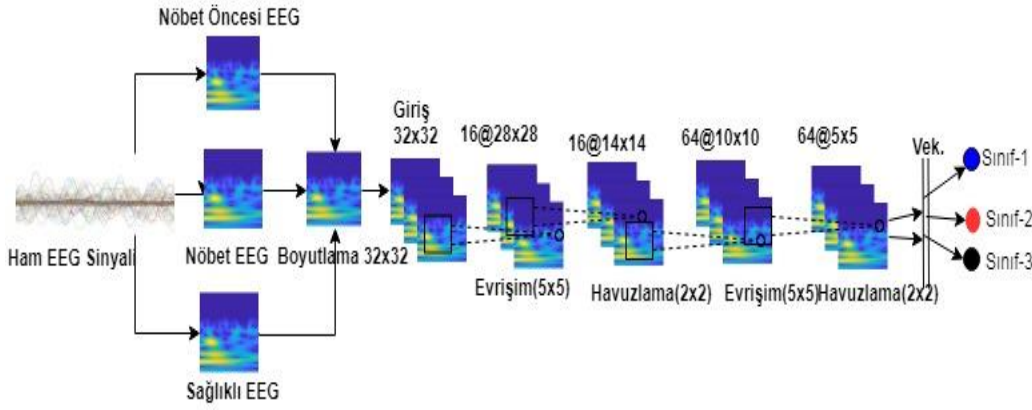 Nöbet Öncesi EEG
Giriş
32x32
16@28x28
16@14x14
64@10x10
64@5x5
Vek.
Sınıf-1
Sınıf-2
Sınıf-3
Ham EEG Sinyali
Nöbet EEG
Boyutlama 32x32
Evrişim(5x5)
Havuzlama(2x2)
Evrişim(5x5)
Havuzlama(2x2)
Sağlıklı EEG